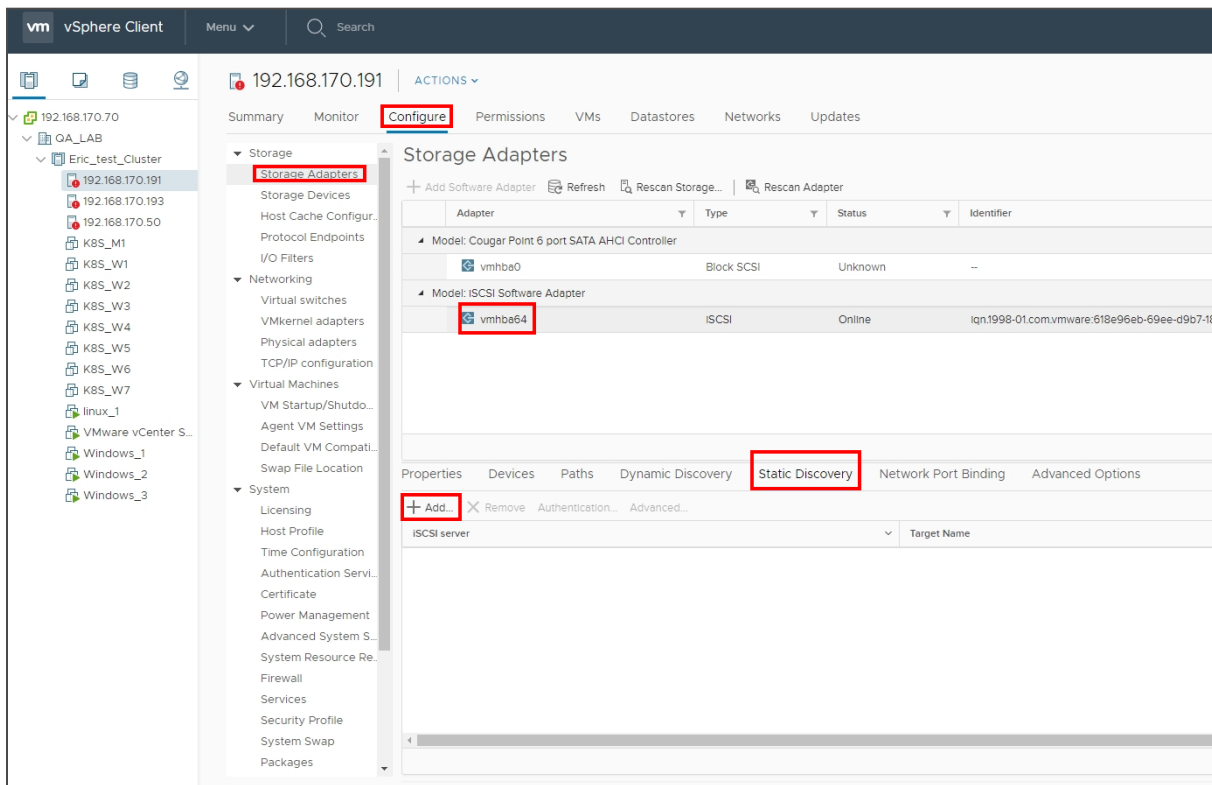 vm vSphere Client Menu Search
192.168.170.70
QA_LAB
Eric_test_Cluster
192.168.170.191
192.168.170.193
192.168.170.50
K8S_M1
K8S_W1
K8S_W2
K8S_W3
K8S_W4
K8S_W5
K8S_W6
K8S_W7
linux_1
VMware vCenter S...
Windows_1
Windows_2
Windows_3
192.168.170.191 ACTIONS
Summary Monitor Configure Permissions VMs Datastores Networks Updates
Storage
Storage Adapters
Storage Devices
Host Cache Configur..
Protocol Endpoints
I/O Filters
Networking
Virtual switches
VMkernel adapters
Physical adapters
TCP/IP configuration
Virtual Machines
VM Startup/Shutdo...
Agent VM Settings
Default VM Compati...
Swap File Location
System
Licensing
Host Profile
Time Configuration
Authentication Servi...
Certificate
Power Management
Advanced System S...
System Resource Re..
Firewall
Services
Security Profile
System Swap
Packages
Storage Adapters
+ Add Software Adapter Refresh Rescan Storage... Rescan Adapter
Adapter Type Status Identifier
Model: Cougar Point 6 port SATA AHCI Controller
vmhba0 Block SCSI Unknown --
Model: iSCSI Software Adapter
vmhba64 iSCSI Online iqn.1998-01.com.vmware:618e96eb-69ee-d9b7-18
Properties Devices Paths Dynamic Discovery Static Discovery Network Port Binding Advanced Options
+ Add... Remove Authentication... Advanced...
iSCSI server Target Name